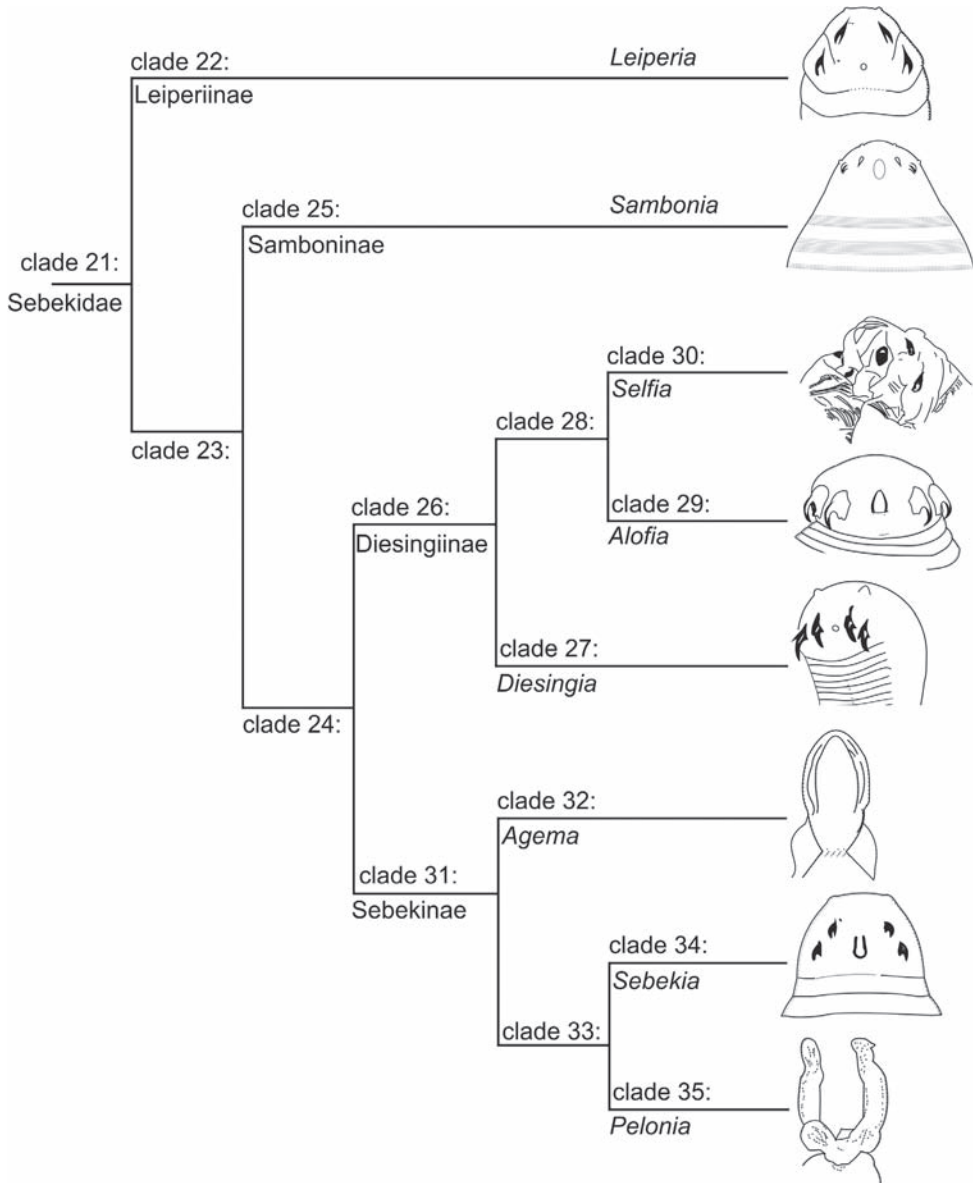 clade 22:
Leiperiinae
Leiperia
clade 25:
Samboninae
Sambonia
clade 21:
Sebekidae
clade 23:
clade 30:
Selfia
clade 28:
clade 29:
Alofia
clade 26:
Diesingiinae
clade 27:
Diesingia
clade 24:
clade 32:
Agema
clade 31:
Sebekinae
clade 34:
Sebekia
clade 33:
clade 35:
Pelonia